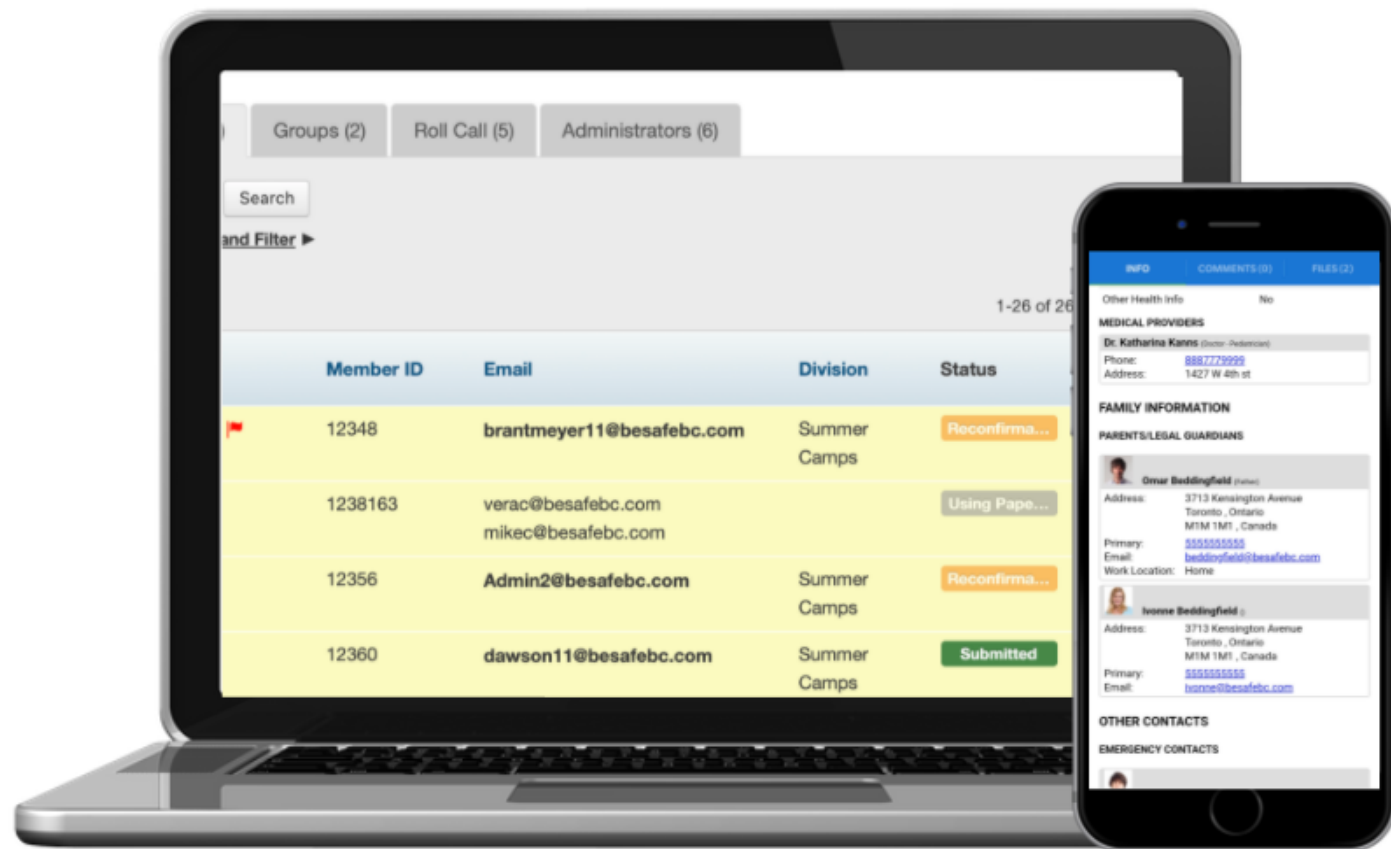 Groups (2) Roll Call (5) Administrators (6)
Search
and Filter ►
1-26 of 26
Member ID Email Division Status
12348 brantmeyer11@besafebc.com Summer Camps Reconfirma...
1238163 verac@besafebc.com Using Pape...
mikec@besafebc.com
12356 Admin2@besafebc.com Summer Camps Reconfirma...
12360 dawson11@besafebc.com Summer Camps Submitted
INFO COMMENTS (0) FILES (2)
Other Health Info No
MEDICAL PROVIDERS
Dr. Katharina Kanns (Doctor - Pediatrician)
Phone: 8887779999
Address: 1427 W 4th st
FAMILY INFORMATION
PARENTS/LEGAL GUARDIANS
Omar Beddingfield (Father)
Address: 3713 Kensington Avenue
Toronto , Ontario
M1M 1M1 , Canada
Primary: 5555555555
Email: beddingfield@besafebc.com
Work Location: Home
Ivonne Beddingfield ()
Address: 3713 Kensington Avenue
Toronto , Ontario
M1M 1M1 , Canada
Primary: 5555555555
Email: Ivonne@besafebc.com
OTHER CONTACTS
EMERGENCY CONTACTS